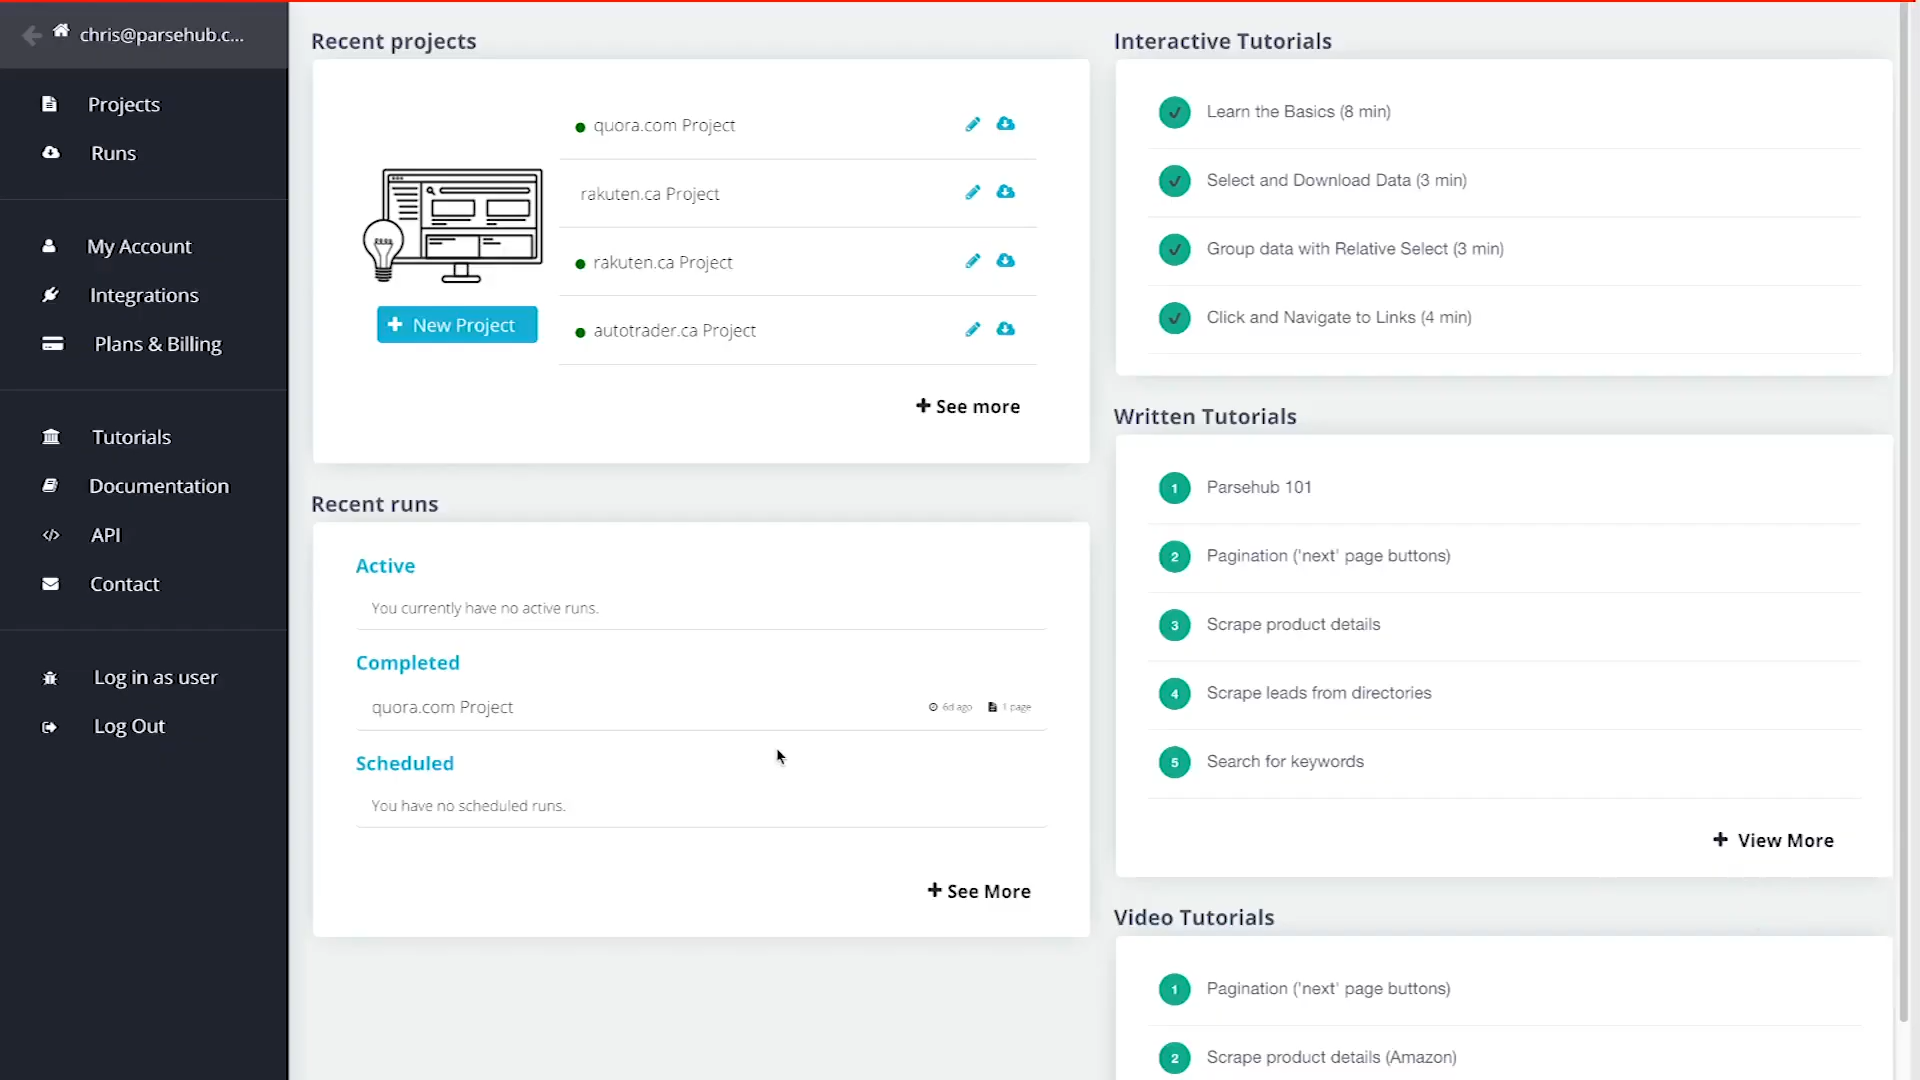 chris@parsehub.c...
Projects
Runs
My Account
Integrations
Plans & Billing
Tutorials
Documentation
API
Contact
Log in as user
Log Out
Recent projects
quora.com Project
rakuten.ca Project
rakuten.ca Project
autotrader.ca Project
New Project
See more
Recent runs
Active
You currently have no active runs.
Completed
quora.com Project 6d ago 1 page
Scheduled
You have no scheduled runs.
See More
Interactive Tutorials
Learn the Basics (8 min)
Select and Download Data (3 min)
Group data with Relative Select (3 min)
Click and Navigate to Links (4 min)
Written Tutorials
1 Parsehub 101
2 Pagination ('next' page buttons)
3 Scrape product details
4 Scrape leads from directories
5 Search for keywords
View More
Video Tutorials
1 Pagination ('next' page buttons)
2 Scrape product details (Amazon)